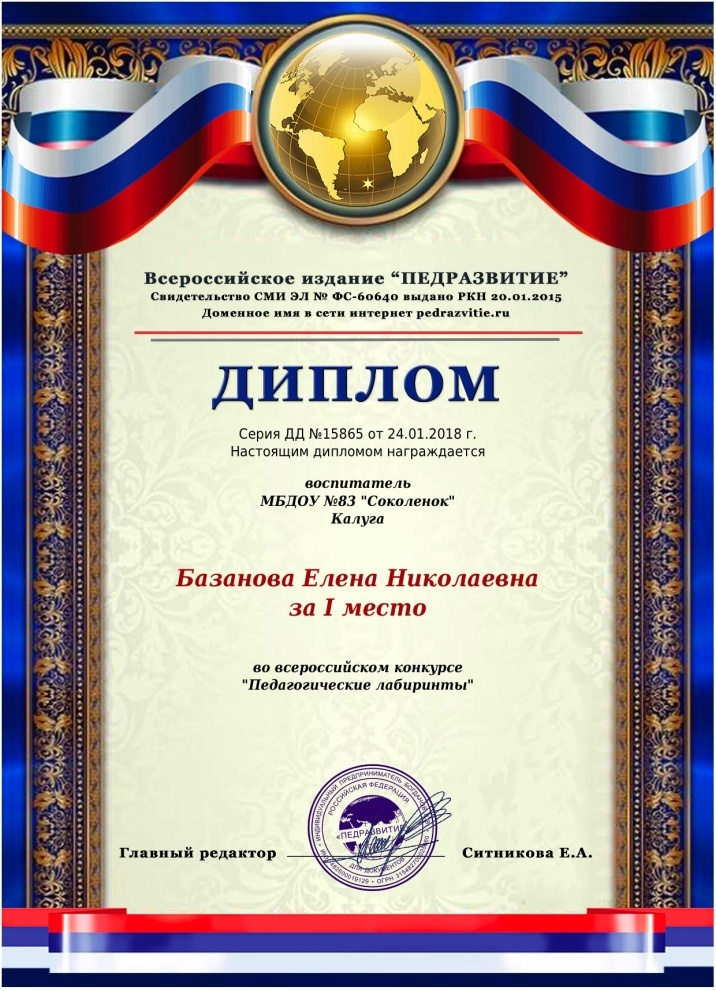 Всероссийское издание “ПЕДРАЗВИТИЕ”
Свидетельство СМИ ЭЛ № ФС-60640 выдано РКН 20.01.2015
Доменное имя в сети интернет pedrazvitie.ru
ДИПЛОМ
Серия ДД №15865 от 24.01.2018 г.
Настоящим дипломом награждается
воспитатель
МБДОУ №83 "Соколенок"
Калуга
Базанова Елена Николаевна
за I место
во всероссийском конкурсе
"Педагогические лабиринты"
ИНДИВИДУАЛЬНЫЙ ПРЕДПРИНИМАТЕЛЬ
РОССИЙСКАЯ ФЕДЕРАЦИЯ
«ПЕДРАЗВИТИЕ»
ДЛЯ ДОКУМЕНТОВ
Главный редактор
Ситникова Е.А.